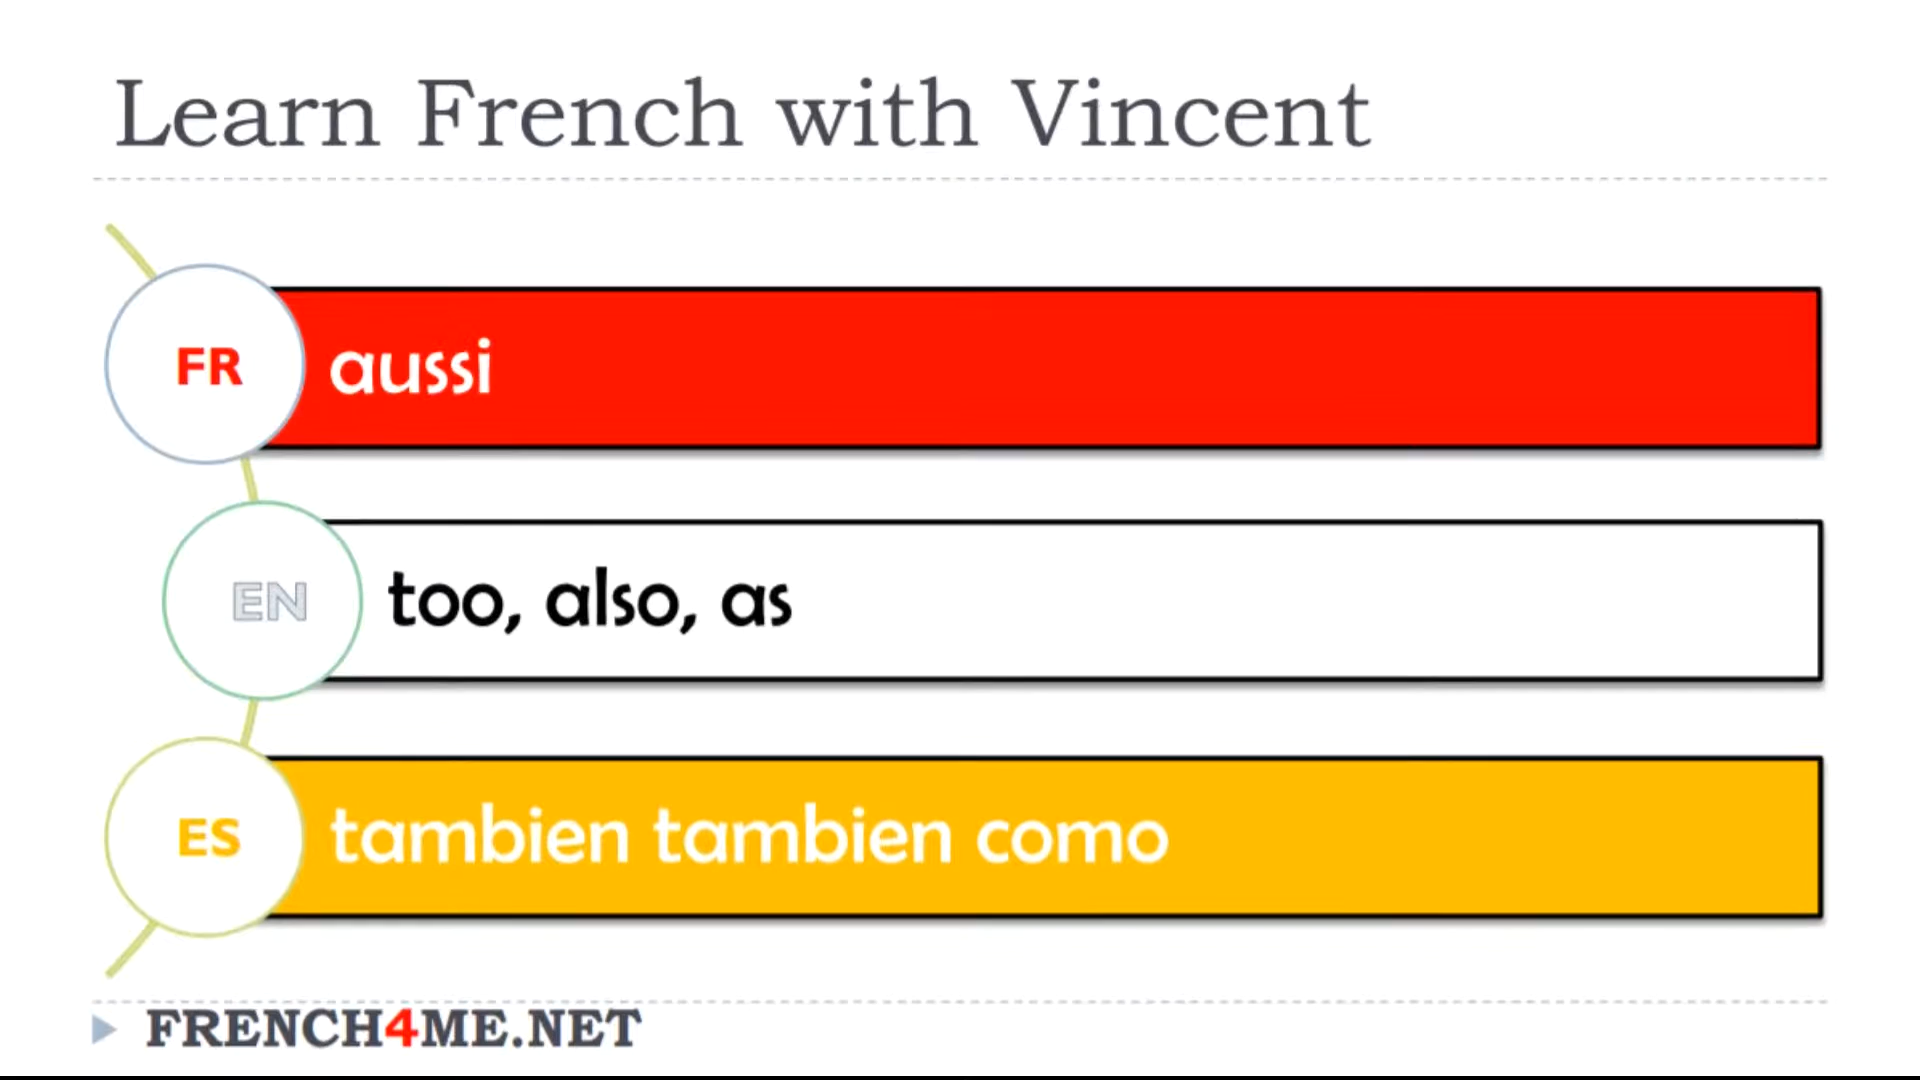 Learn French with Vincent
FR
aussi
EN
too, also, as
ES
tambien tambien como
FRENCH4ME.NET